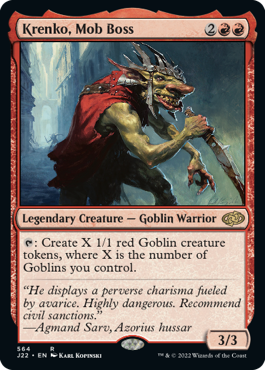 Krenko, Mob Boss 2
Legendary Creature — Goblin Warrior
: Create X 1/1 red Goblin creature
tokens, where X is the number of
Goblins you control.
“He displays a perverse charisma fueled
by avarice. Highly dangerous. Recommend
civil sanctions.”
—Agmand Sarv, Azorius hussar
3/3
564 R
J22 • EN Karl Kopinski ™ & © 2022 Wizards of the Coast